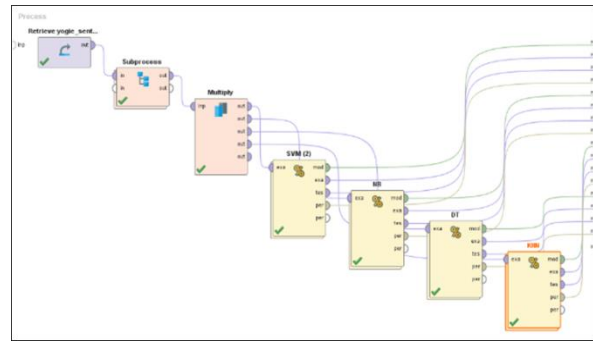 Process
Retrieve yogie_sent...
inp
out
Subprocess
in
out
in
out
Multiply
inp
out
out
out
out
out
SVM (2)
exa
mod
exa
tes
per
per
NB
exa
mod
exa
tes
per
per
DT
exa
mod
exa
tes
per
per
exa
mod
exa
tes
per
per